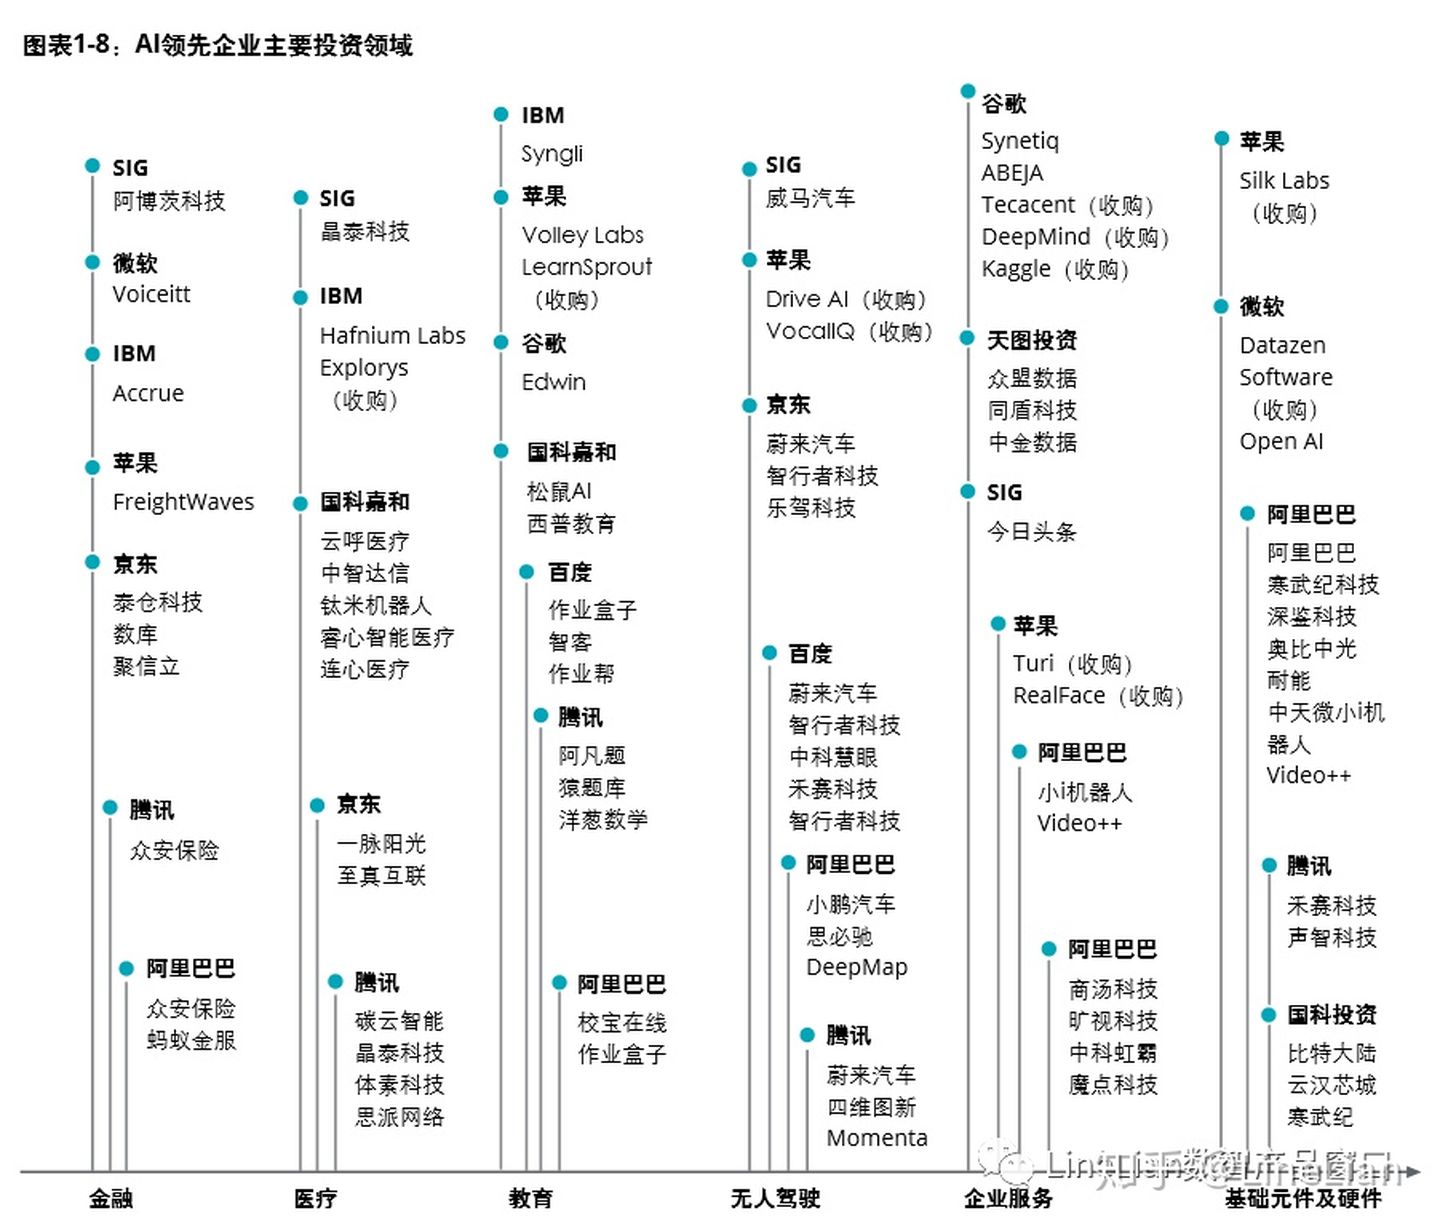 图表1-8：AI领先企业主要投资领域
SIG
阿博茨科技
微软
Voiceitt
IBM
Accrue
苹果
FreightWaves
京东
泰仓科技
数库
聚信立
腾讯
众安保险
阿里巴巴
众安保险
蚂蚁金服
金融
SIG
晶泰科技
IBM
Hafnium Labs
Explorys
（收购）
国科嘉和
云呼医疗
中智达信
钛米机器人
睿心智能医疗
连心医疗
京东
一脉阳光
至真互联
腾讯
碳云智能
晶泰科技
体素科技
思派网络
医疗
IBM
Syngli
苹果
Volley Labs
LearnSprout
（收购）
谷歌
Edwin
国科嘉和
松鼠AI
西普教育
百度
作业盒子
智客
作业帮
腾讯
阿凡题
猿题库
洋葱数学
阿里巴巴
校宝在线
作业盒子
教育
SIG
威马汽车
苹果
Drive AI（收购）
VocalIQ（收购）
京东
蔚来汽车
智行者科技
乐驾科技
百度
蔚来汽车
智行者科技
中科慧眼
禾赛科技
智行者科技
阿里巴巴
小鹏汽车
思必驰
DeepMap
腾讯
蔚来汽车
四维图新
Momenta
无人驾驶
谷歌
Synetiq
ABEJA
Tecacent（收购）
DeepMind（收购）
Kaggle（收购）
天图投资
众盟数据
同盾科技
中金数据
SIG
今日头条
苹果
Turi（收购）
RealFace（收购）
阿里巴巴
小i机器人
Video++
阿里巴巴
商汤科技
旷视科技
中科虹霸
魔点科技
企业服务
苹果
Silk Labs
（收购）
微软
Datazen
Software
（收购）
Open AI
阿里巴巴
阿里巴巴
寒武纪科技
深鉴科技
奥比中光
耐能
中天微小i机
器人
Video++
腾讯
禾赛科技
声智科技
国科投资
比特大陆
云汉芯城
寒武纪
基础元件及硬件
知乎 @LineLian